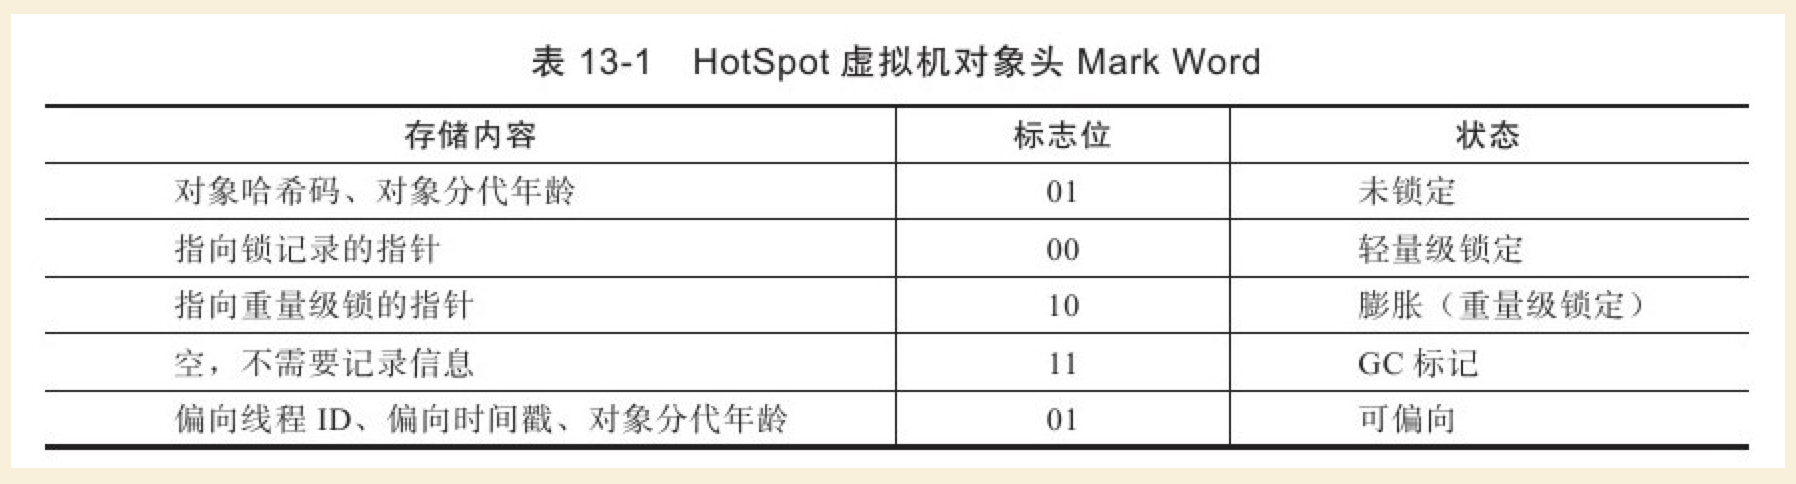 表 13-1 HotSpot 虚拟机对象头 Mark Word
存储内容 标志位 状态
对象哈希码、对象分代年龄 01 未锁定
指向锁记录的指针 00 轻量级锁定
指向重量级锁的指针 10 膨胀（重量级锁定）
空，不需要记录信息 11 GC 标记
偏向线程 ID、偏向时间戳、对象分代年龄 01 可偏向